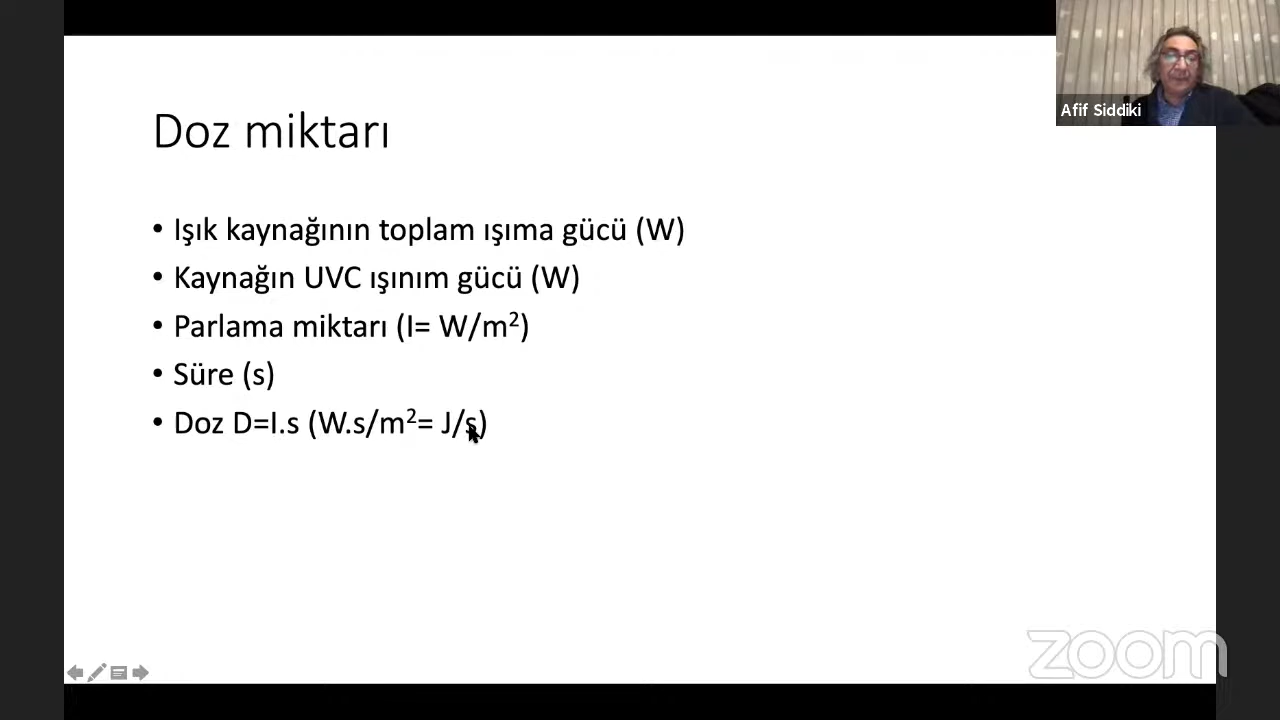 Afif Siddiki
Doz miktarı
• Işık kaynağının toplam ışıma gücü (W)
• Kaynağın UVC ışınım gücü (W)
• Parlama miktarı (I= W/m²)
• Süre (s)
• Doz D=I.s (W.s/m²= J/s)
zoom